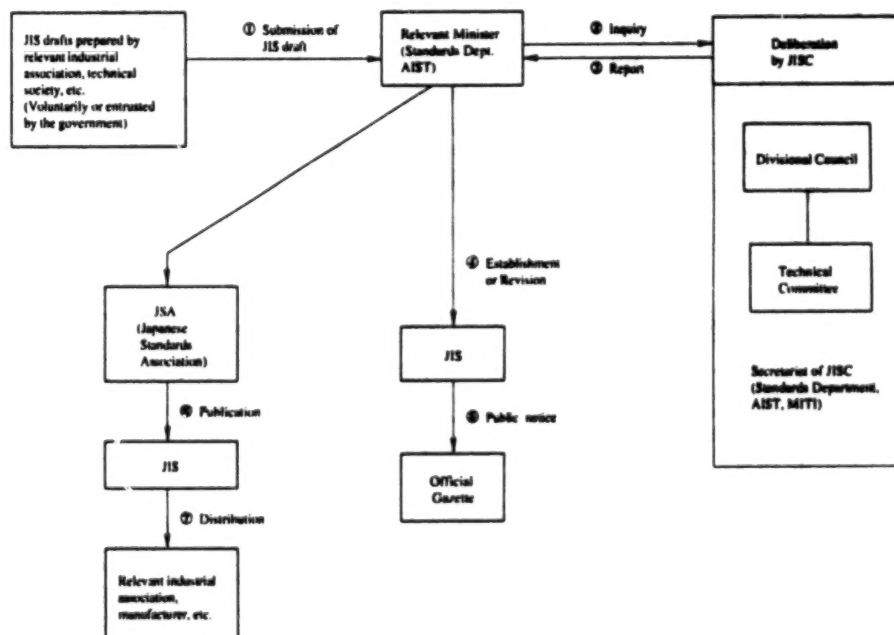 JIS drafts prepared by
relevant industrial
association, technical
society, etc.
(Voluntarily or entrusted
by the government)
① Submission of
JIS draft
Relevant Minister
(Standards Dept.
AIST)
② Inquiry
③ Report
Deliberation
by JISC
Divisional Council
Technical
Committee
Secretariat of JISC
(Standards Department,
AIST, MITI)
④ Establishment
or Revision
JIS
⑤ Public notice
Official
Gazette
JSA
(Japanese
Standards
Association)
⑥ Publication
JIS
⑦ Distribution
Relevant industrial
association,
manufacturer, etc.